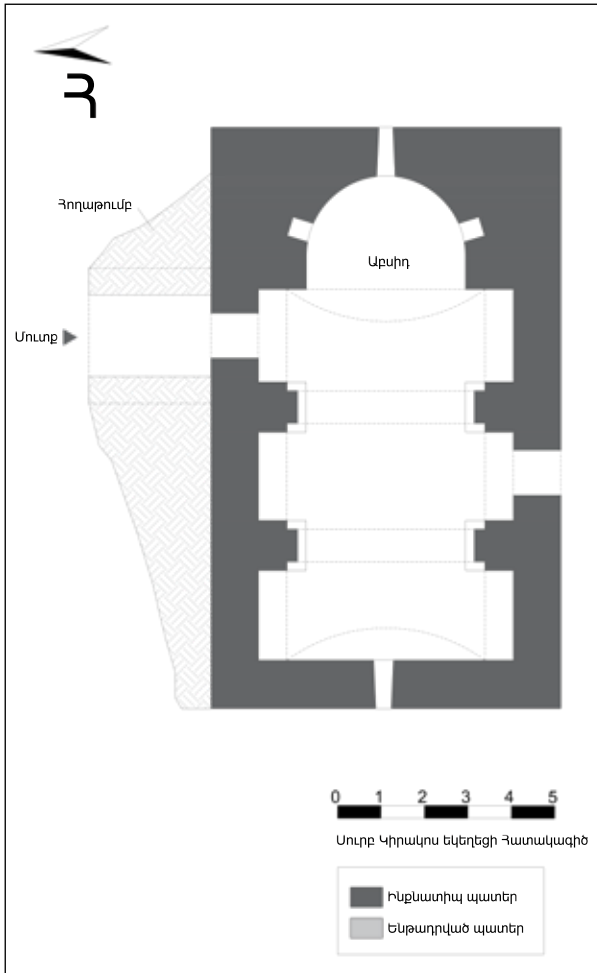 Հ
Հողաթումբ
Աբսիդ
Մուտք
0 1 2 3 4 5
Սուրբ Կիրակոս եկեղեցի Հատակագիծ
Ինքնատիպ պատեր
Ենթադրված պատեր